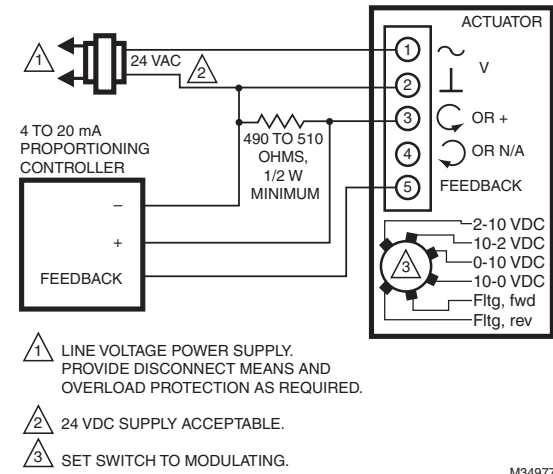 ACTUATOR
1
24 VAC
2
1
V
2
4 TO 20 mA
PROPORTIONING
CONTROLLER
490 TO 510
OHMS,
1/2 W
MINIMUM
3
OR +
4
OR N/A
5
FEEDBACK
–
+
FEEDBACK
3
2-10 VDC
10-2 VDC
0-10 VDC
10-0 VDC
Fltg, fwd
Fltg, rev
1 LINE VOLTAGE POWER SUPPLY.
PROVIDE DISCONNECT MEANS AND
OVERLOAD PROTECTION AS REQUIRED.
2 24 VDC SUPPLY ACCEPTABLE.
3 SET SWITCH TO MODULATING.